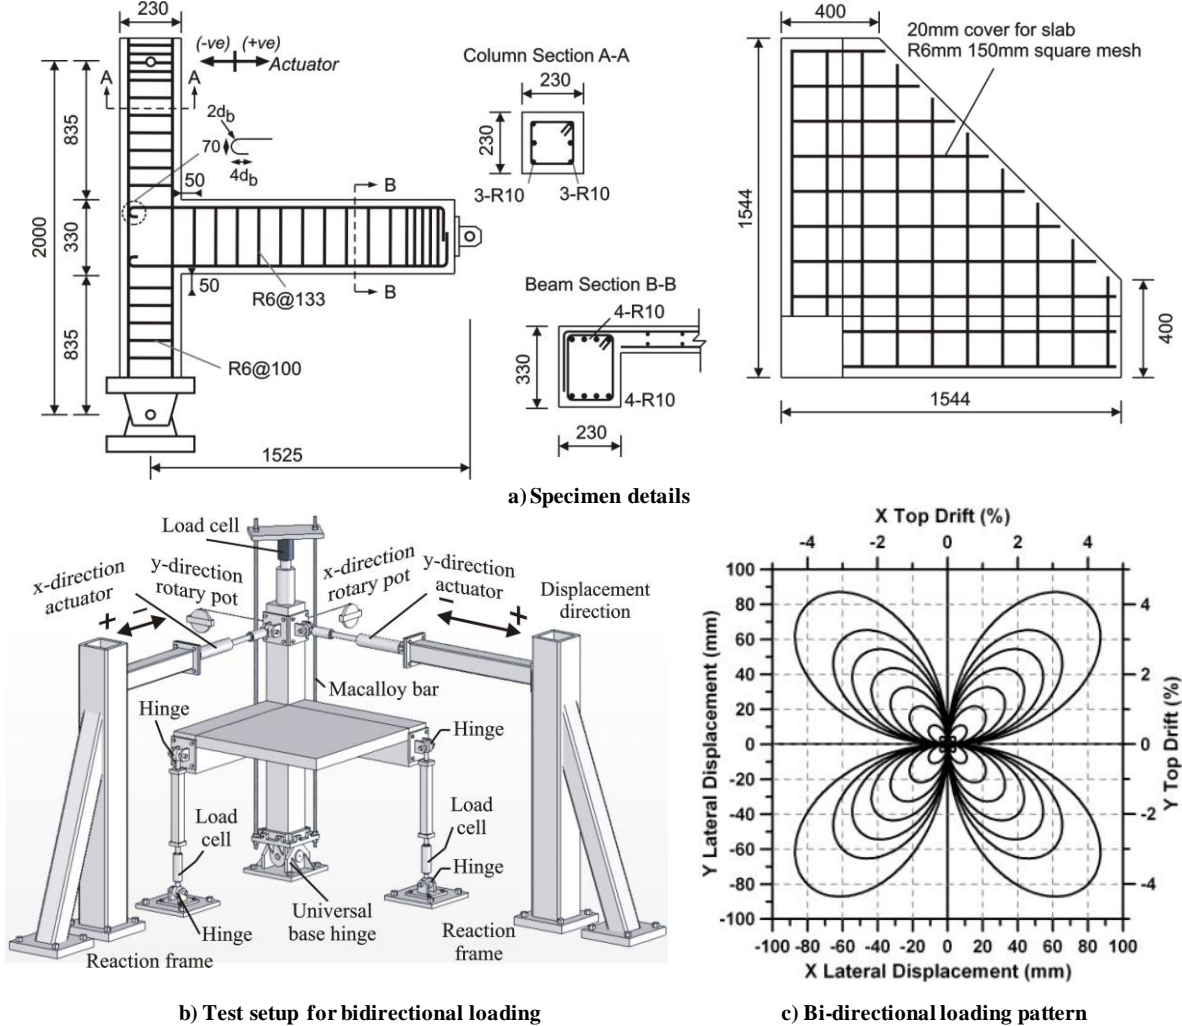 230
(-ve) (+ve)
Actuator
A A
2d_b
70
4d_b
50
835
330
835
2000
B
B
R6@133
50
R6@100
1525
Column Section A-A
230
230
3-R10 3-R10
Beam Section B-B
4-R10
330
4-R10
230
400
20mm cover for slab
R6mm 150mm square mesh
1544
400
1544
a) Specimen details
Load cell
x-direction
actuator
y-direction
rotary pot
x-direction
rotary pot
y-direction
actuator
Displacement
direction
+ −
− +
Macalloy bar
Hinge
Hinge
Load
cell
Load
cell
Hinge
Hinge
Universal
base hinge
Reaction
frame
Reaction frame
b) Test setup for bidirectional loading
X Top Drift (%)
-4 -2 0 2 4
100
80
60
40
20
0
-20
-40
-60
-80
-100
Y Lateral Displacement (mm)
4
2
0
-2
-4
Y Top Drift (%)
-100 -80 -60 -40 -20 0 20 40 60 80 100
X Lateral Displacement (mm)
c) Bi-directional loading pattern